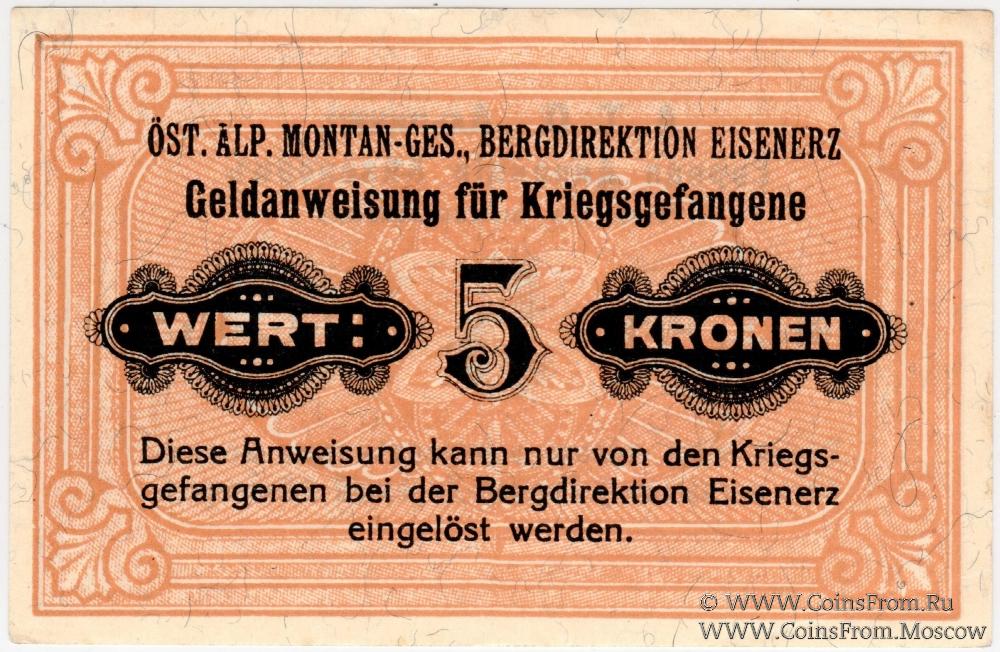 ÖST. ALP. MONTAN-GES., BERGDIREKTION EISENERZ
Geldanweisung für Kriegsgefangene
WERT: 5 KRONEN
Diese Anweisung kann nur von den Kriegs-
gefangenen bei der Bergdirektion Eisenerz
eingelöst werden.
© WWW.CoinsFrom.Ru
WWW.CoinsFrom.Moscow